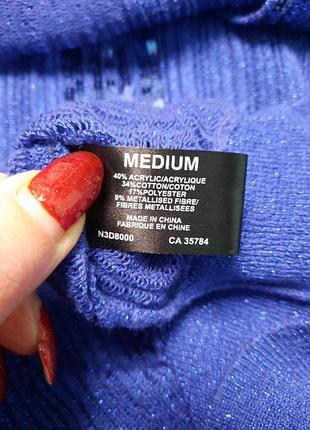 MEDIUM
40% ACRYLIC/ACRYLIQUE
34%COTTON/COTON
17%POLYESTER
9% METALLISED FIBRE/
FIBRES METALLISEES
MADE IN CHINA
FABRIQUE EN CHINE
N3D8000 CA 35784